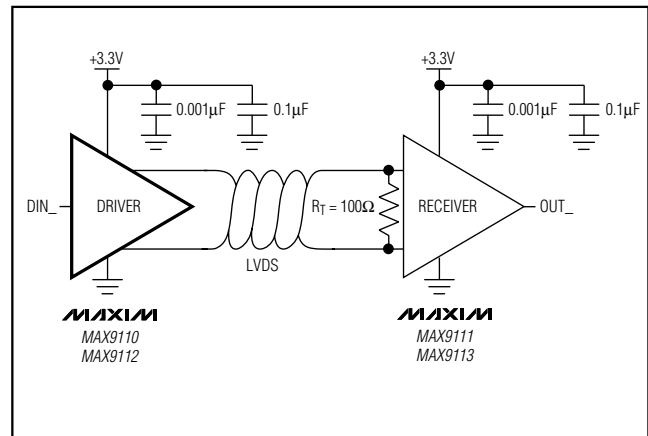 +3.3V
0.001µF
0.1µF
DIN_
DRIVER
LVDS
MAXIM
MAX9110
MAX9112
+3.3V
0.001µF
0.1µF
RT = 100Ω
RECEIVER
OUT_
MAXIM
MAX9111
MAX9113